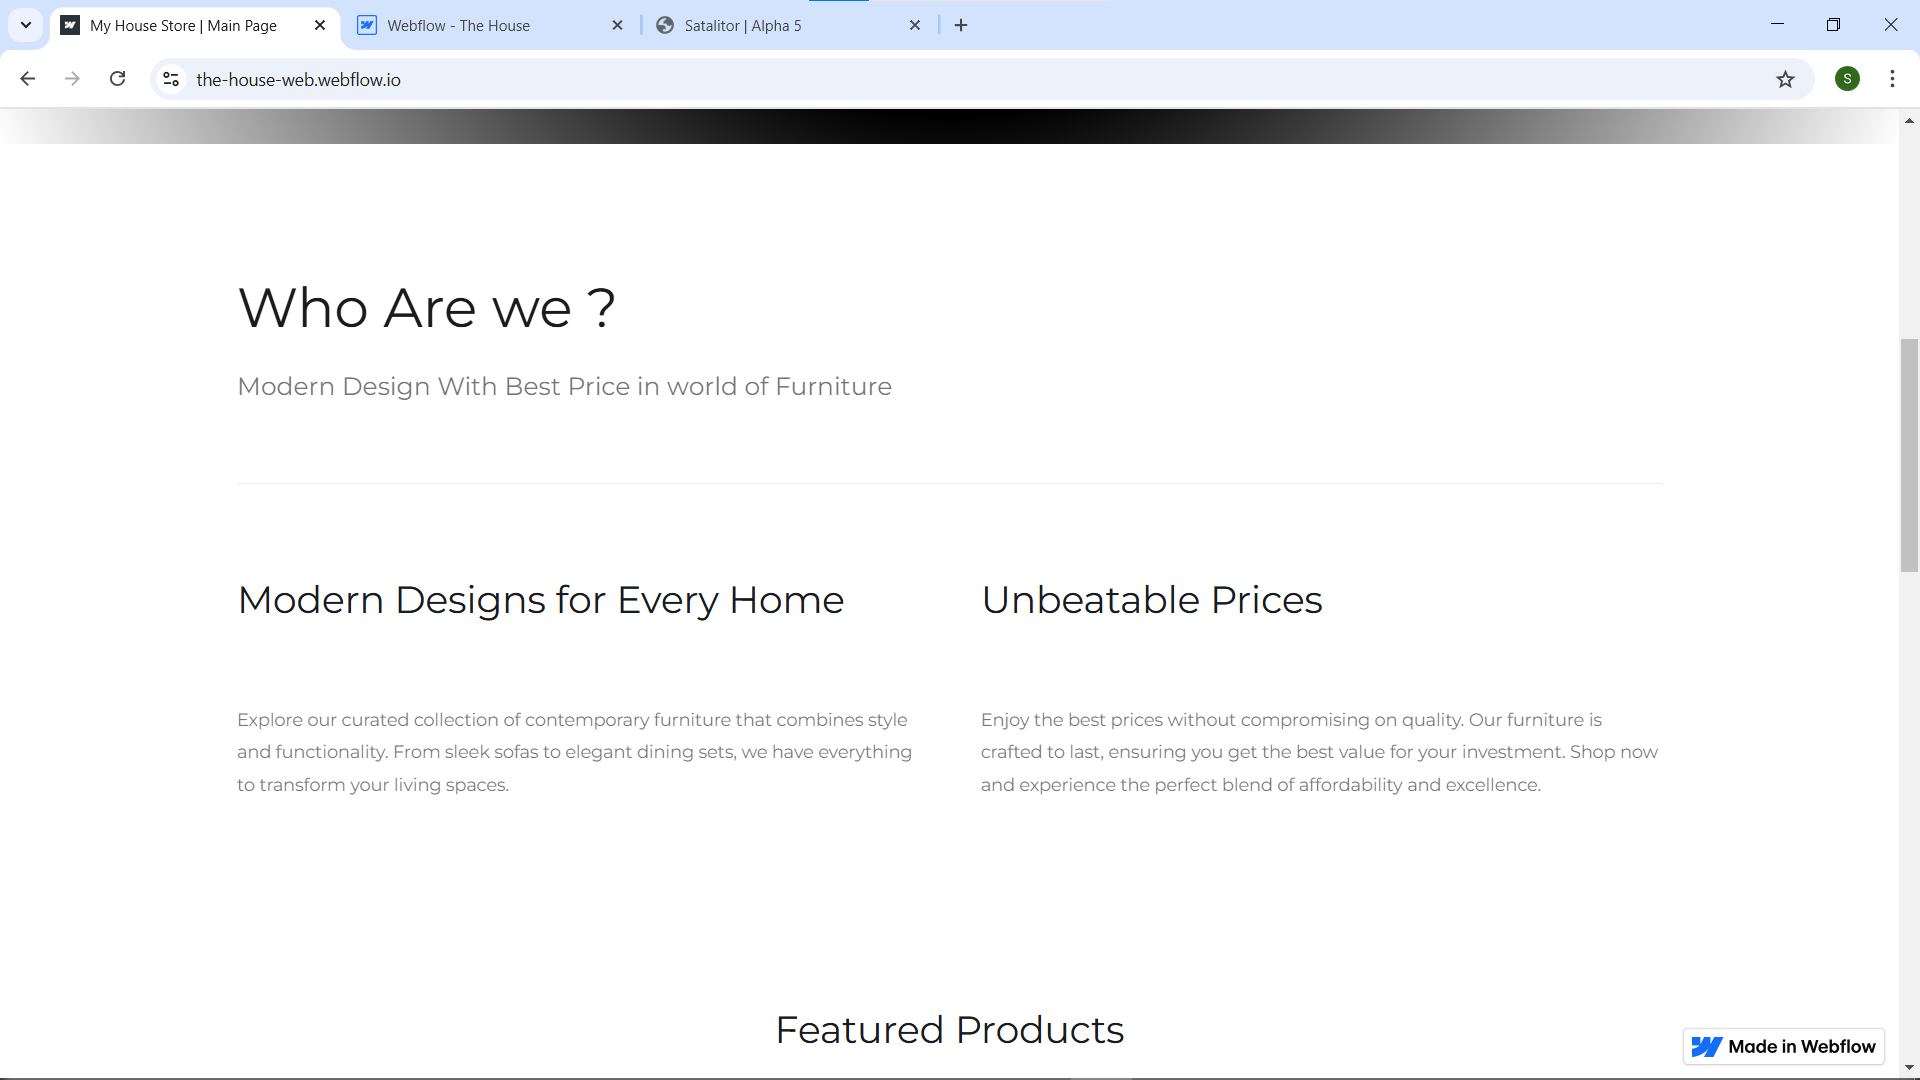 My House Store | Main Page
Webflow - The House
Satalitor | Alpha 5
the-house-web.webflow.io
S
Who Are we ?
Modern Design With Best Price in world of Furniture
Modern Designs for Every Home
Explore our curated collection of contemporary furniture that combines style
and functionality. From sleek sofas to elegant dining sets, we have everything
to transform your living spaces.
Unbeatable Prices
Enjoy the best prices without compromising on quality. Our furniture is
crafted to last, ensuring you get the best value for your investment. Shop now
and experience the perfect blend of affordability and excellence.
Featured Products
Made in Webflow